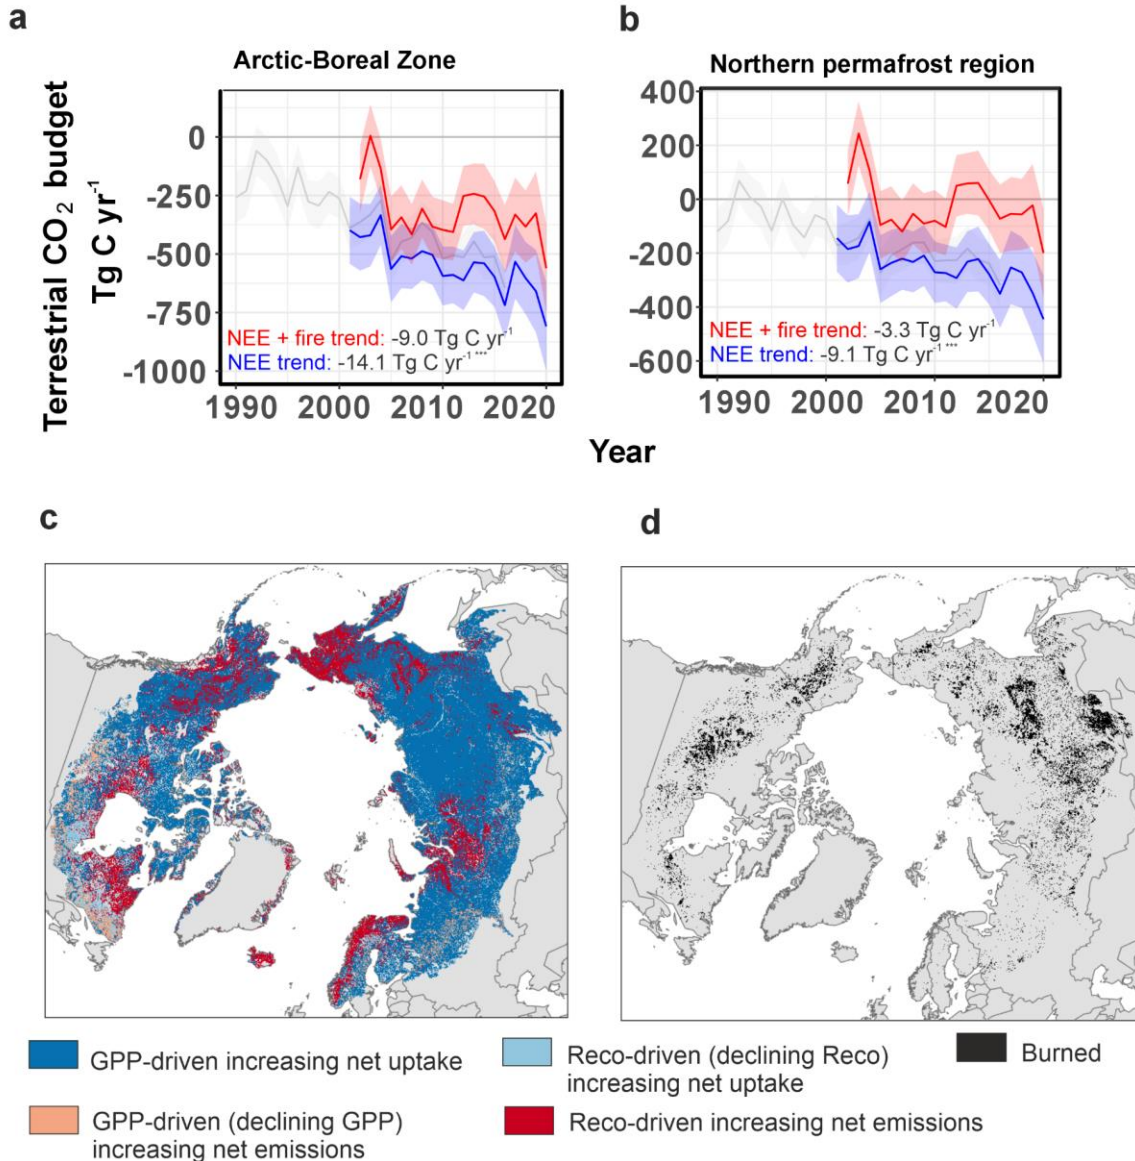 a
b
Arctic-Boreal Zone
Northern permafrost region
Terrestrial CO₂ budget
Tg C yr⁻¹
0
-250
-500
-750
-1000
NEE + fire trend: -9.0 Tg C yr⁻¹
NEE trend: -14.1 Tg C yr⁻¹ ***
1990 2000 2010 2020
400
200
0
-200
-400
-600
NEE + fire trend: -3.3 Tg C yr⁻¹
NEE trend: -9.1 Tg C yr⁻¹ ***
1990 2000 2010 2020
Year
c
d
GPP-driven increasing net uptake
Reco-driven (declining Reco)
increasing net uptake
Burned
GPP-driven (declining GPP)
increasing net emissions
Reco-driven increasing net emissions